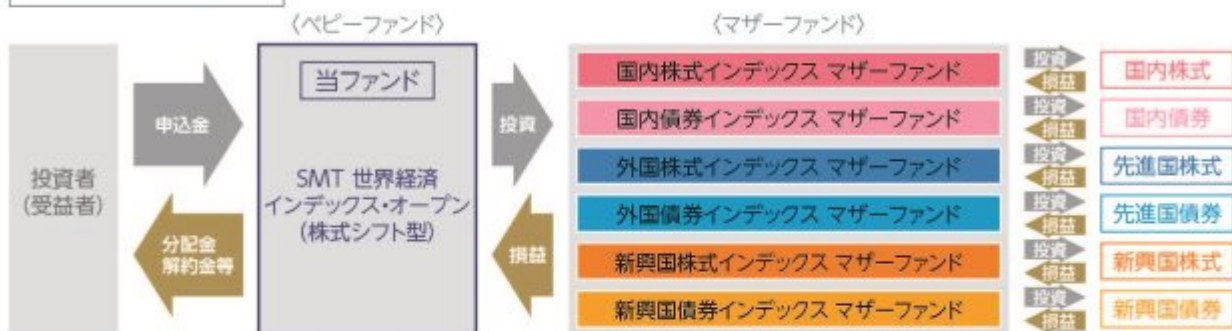 〈ベビーファンド〉
〈マザーファンド〉
投資者
(受益者)
申込金
分配金
解約金等
当ファンド
SMT 世界経済
インデックス・オープン
(株式シフト型)
投資
損益
国内株式インデックス マザーファンド
投資
損益
国内株式
国内債券インデックス マザーファンド
投資
損益
国内債券
外国株式インデックス マザーファンド
投資
損益
先進国株式
外国債券インデックス マザーファンド
投資
損益
先進国債券
新興国株式インデックス マザーファンド
投資
損益
新興国株式
新興国債券インデックス マザーファンド
投資
損益
新興国債券